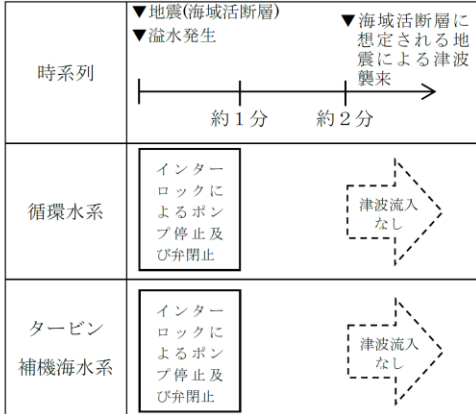 時系列
▼地震(海域活断層)
▼溢水発生
▼海域活断層に
想定される地
震による津波
襲来
約1分
約2分
循環水系
インター
ロックに
よるポン
プ停止及
び弁閉止
津波流入
なし
タービン
補機海水系
インター
ロックに
よるポン
プ停止及
び弁閉止
津波流入
なし